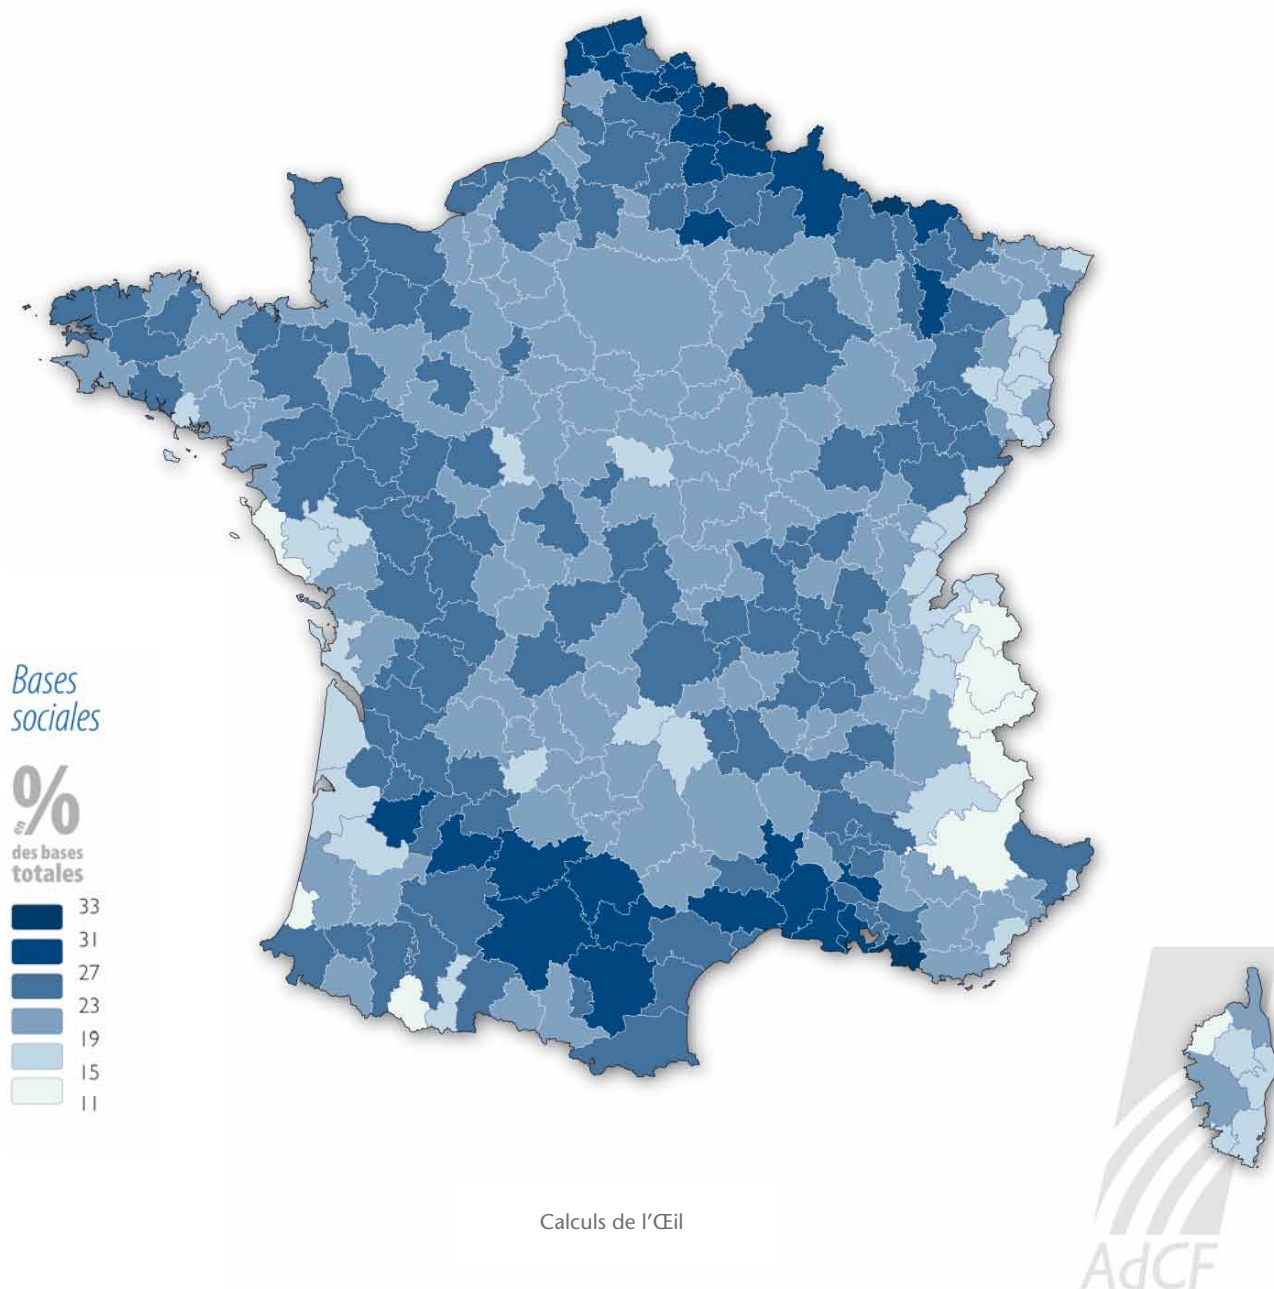 Bases
sociales
%
en
des bases
totales
33
31
27
23
19
15
11
Calculs de l'Œil
AdCF